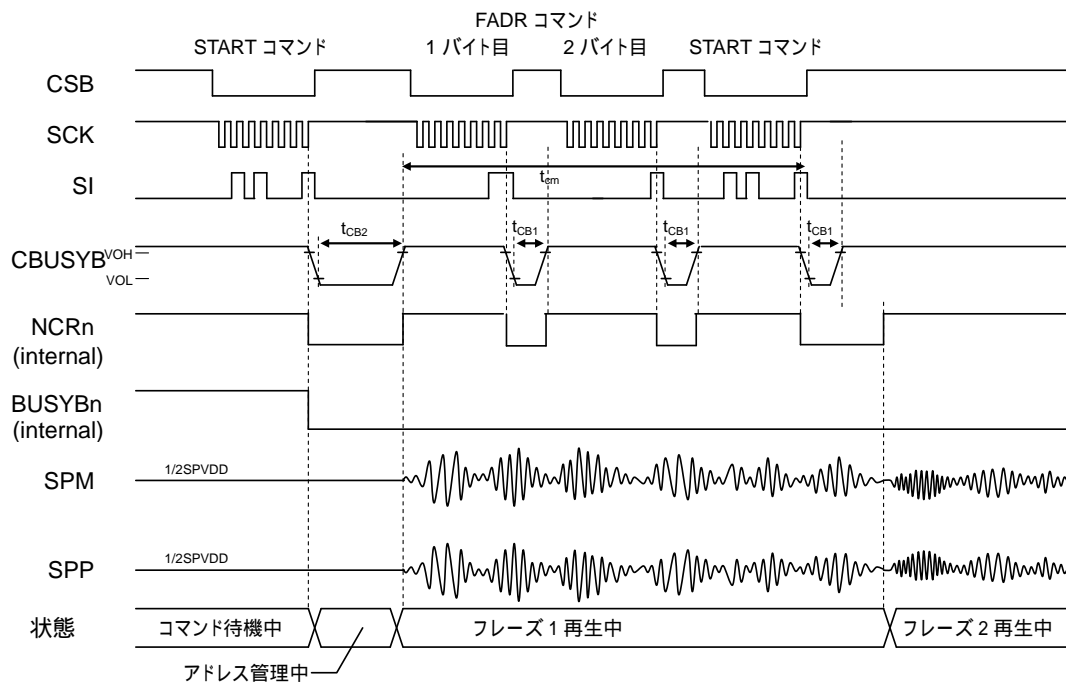 FADR コマンド
START コマンド 1 バイト目 2 バイト目 START コマンド
CSB
SCK
SI
tcm
tCB2 tCB1 tCB1 tCB1
CBUSYB VOH
VOL
NCRn
(internal)
BUSYBn
(internal)
1/2SPVDD
SPM
1/2SPVDD
SPP
状態 コマンド待機中 フレーズ 1 再生中 フレーズ 2 再生中
アドレス管理中